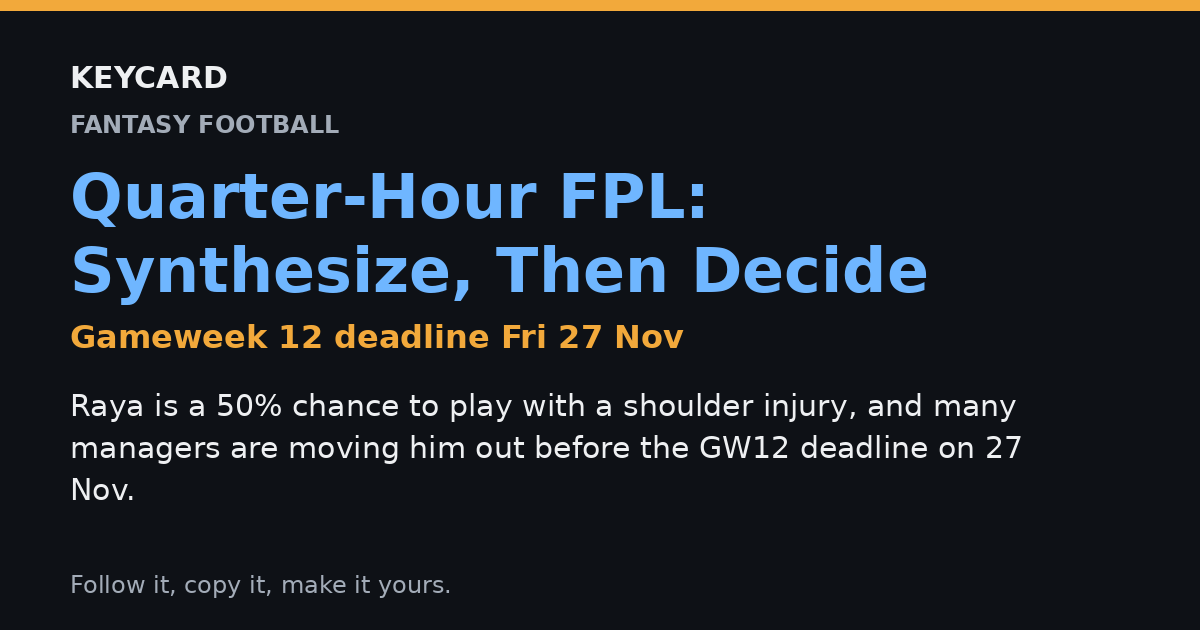 KEYCARD
FANTASY FOOTBALL
Quarter-Hour FPL:
Synthesize, Then Decide
Gameweek 12 deadline Fri 27 Nov
Raya is a 50% chance to play with a shoulder injury, and many
managers are moving him out before the GW12 deadline on 27
Nov.
Follow it, copy it, make it yours.